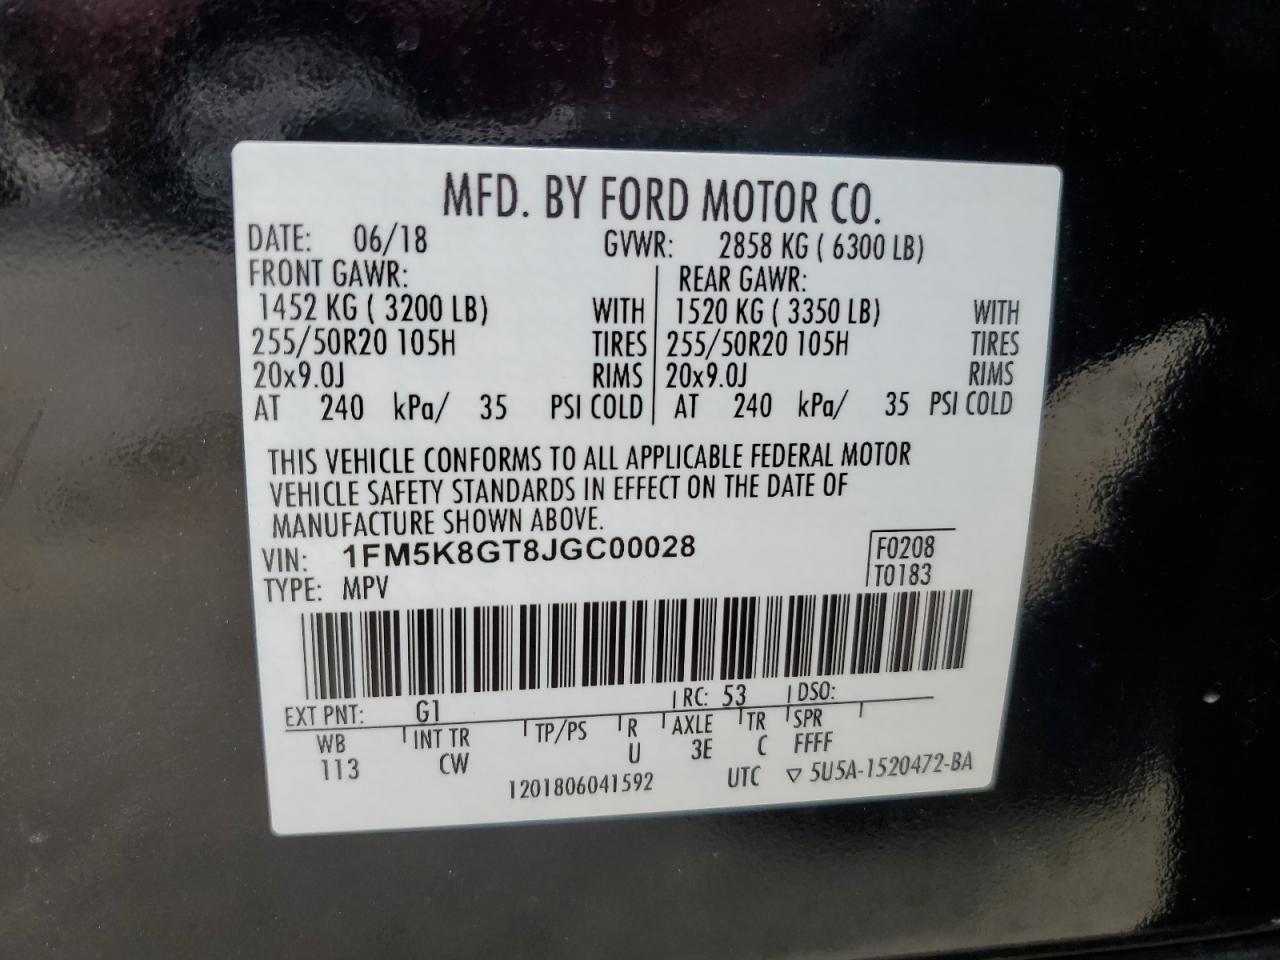 MFD. BY FORD MOTOR CO.
DATE: 06/18 GVWR: 2858 KG ( 6300 LB)
FRONT GAWR: REAR GAWR:
1452 KG ( 3200 LB) WITH 1520 KG ( 3350 LB) WITH
255/50R20 105H TIRES 255/50R20 105H TIRES
20x9.0J RIMS 20x9.0J RIMS
AT 240 kPa/ 35 PSI COLD AT 240 kPa/ 35 PSI COLD
THIS VEHICLE CONFORMS TO ALL APPLICABLE FEDERAL MOTOR
VEHICLE SAFETY STANDARDS IN EFFECT ON THE DATE OF
MANUFACTURE SHOWN ABOVE.
VIN: 1FM5K8GT8JGC00028 F0208
TYPE: MPV T0183
EXT PNT: G1 RC: 53 DSO:
WB INT TR TP/PS R AXLE TR SPR
113 CW U 3E C FFFF
1201806041592 UTC ▽ 5U5A-1520472-BA